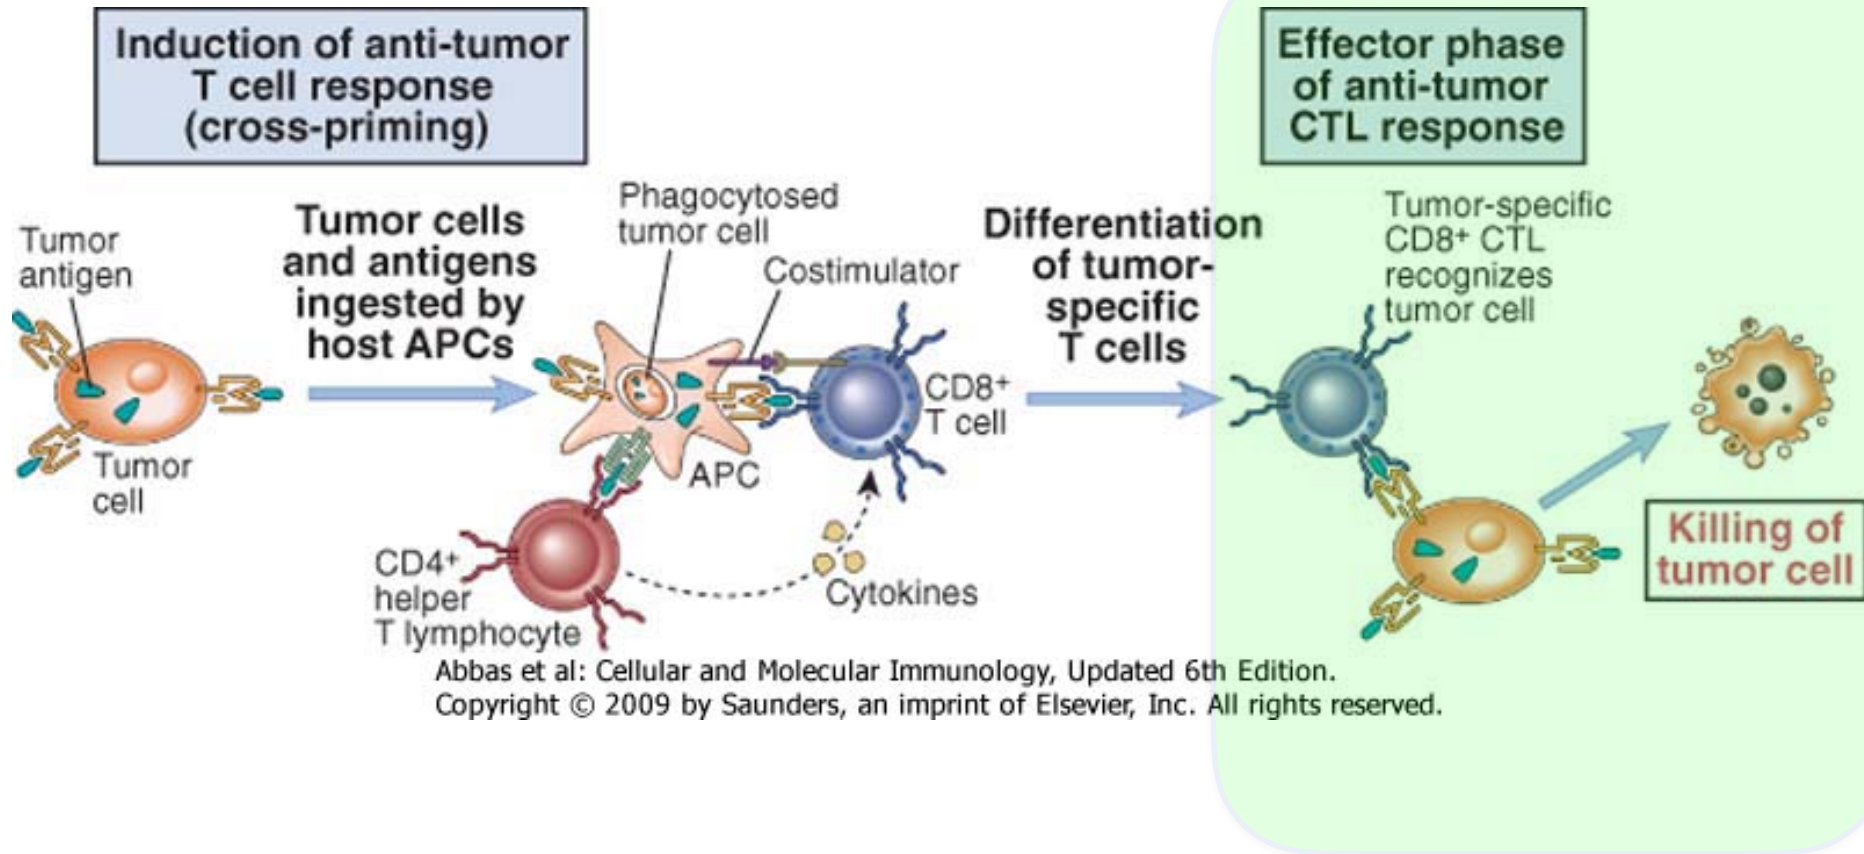 Induction of anti-tumor
T cell response
(cross-priming)
Effector phase
of anti-tumor
CTL response
Tumor
antigen
Tumor cells
and antigens
ingested by
host APCs
Phagocytosed
tumor cell
Costimulator
Differentiation
of tumor-
specific
T cells
Tumor-specific
CD8+ CTL
recognizes
tumor cell
CD8+
T cell
Tumor
cell
APC
CD4+
helper
T lymphocyte
Cytokines
Killing of
tumor cell
Abbas et al: Cellular and Molecular Immunology, Updated 6th Edition.
Copyright © 2009 by Saunders, an imprint of Elsevier, Inc. All rights reserved.